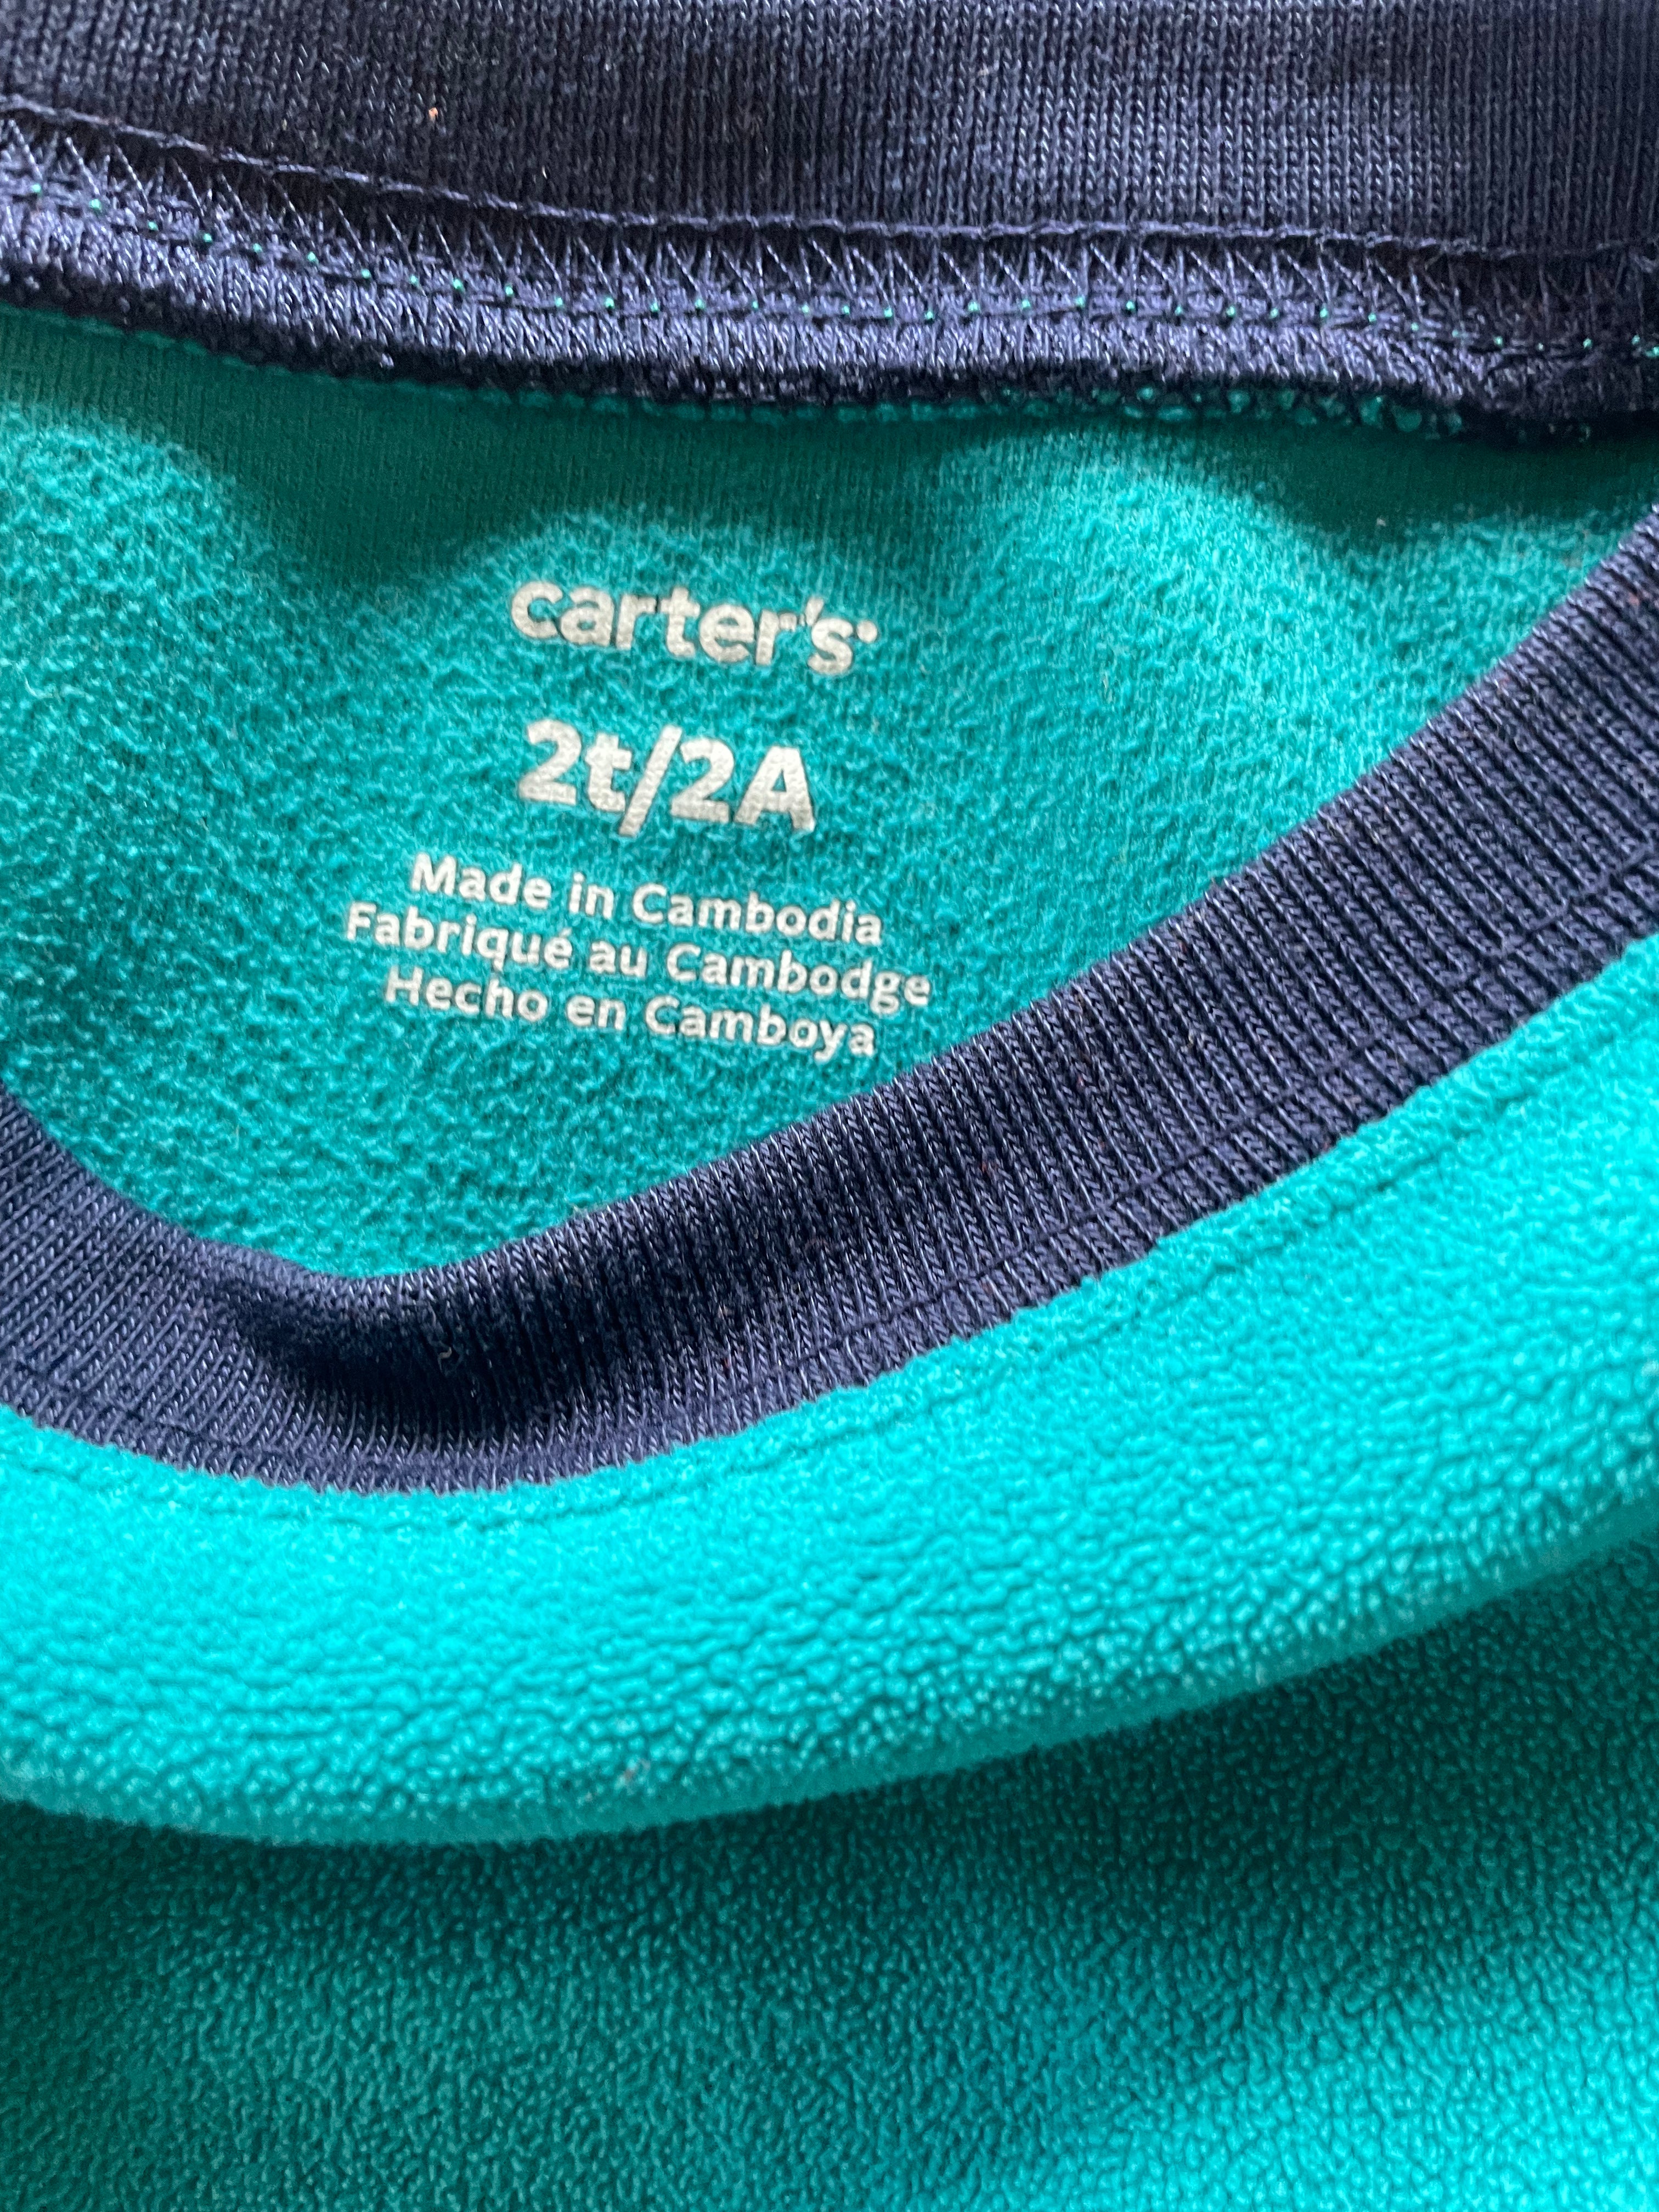 carter's
2t/2A
Made in Cambodia
Fabriqué au Cambodge
Hecho en Camboya